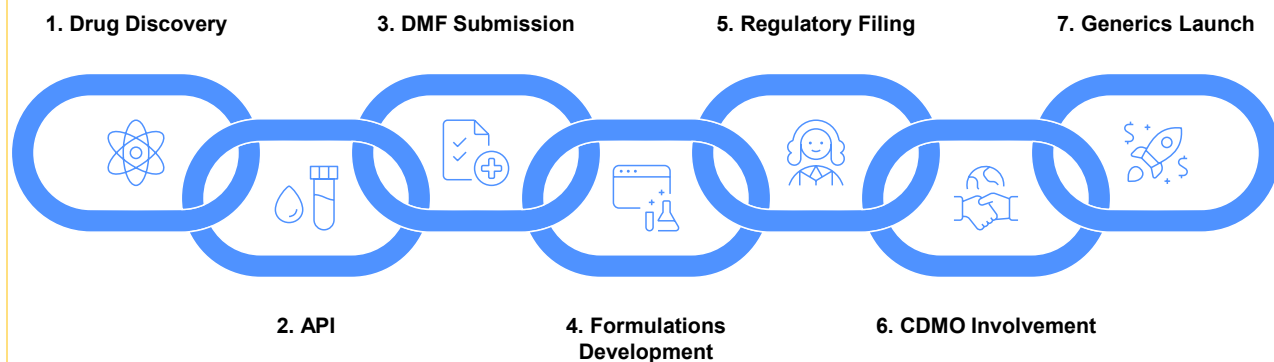 1. Drug Discovery
2. API
3. DMF Submission
4. Formulations
Development
5. Regulatory Filing
6. CDMO Involvement
7. Generics Launch